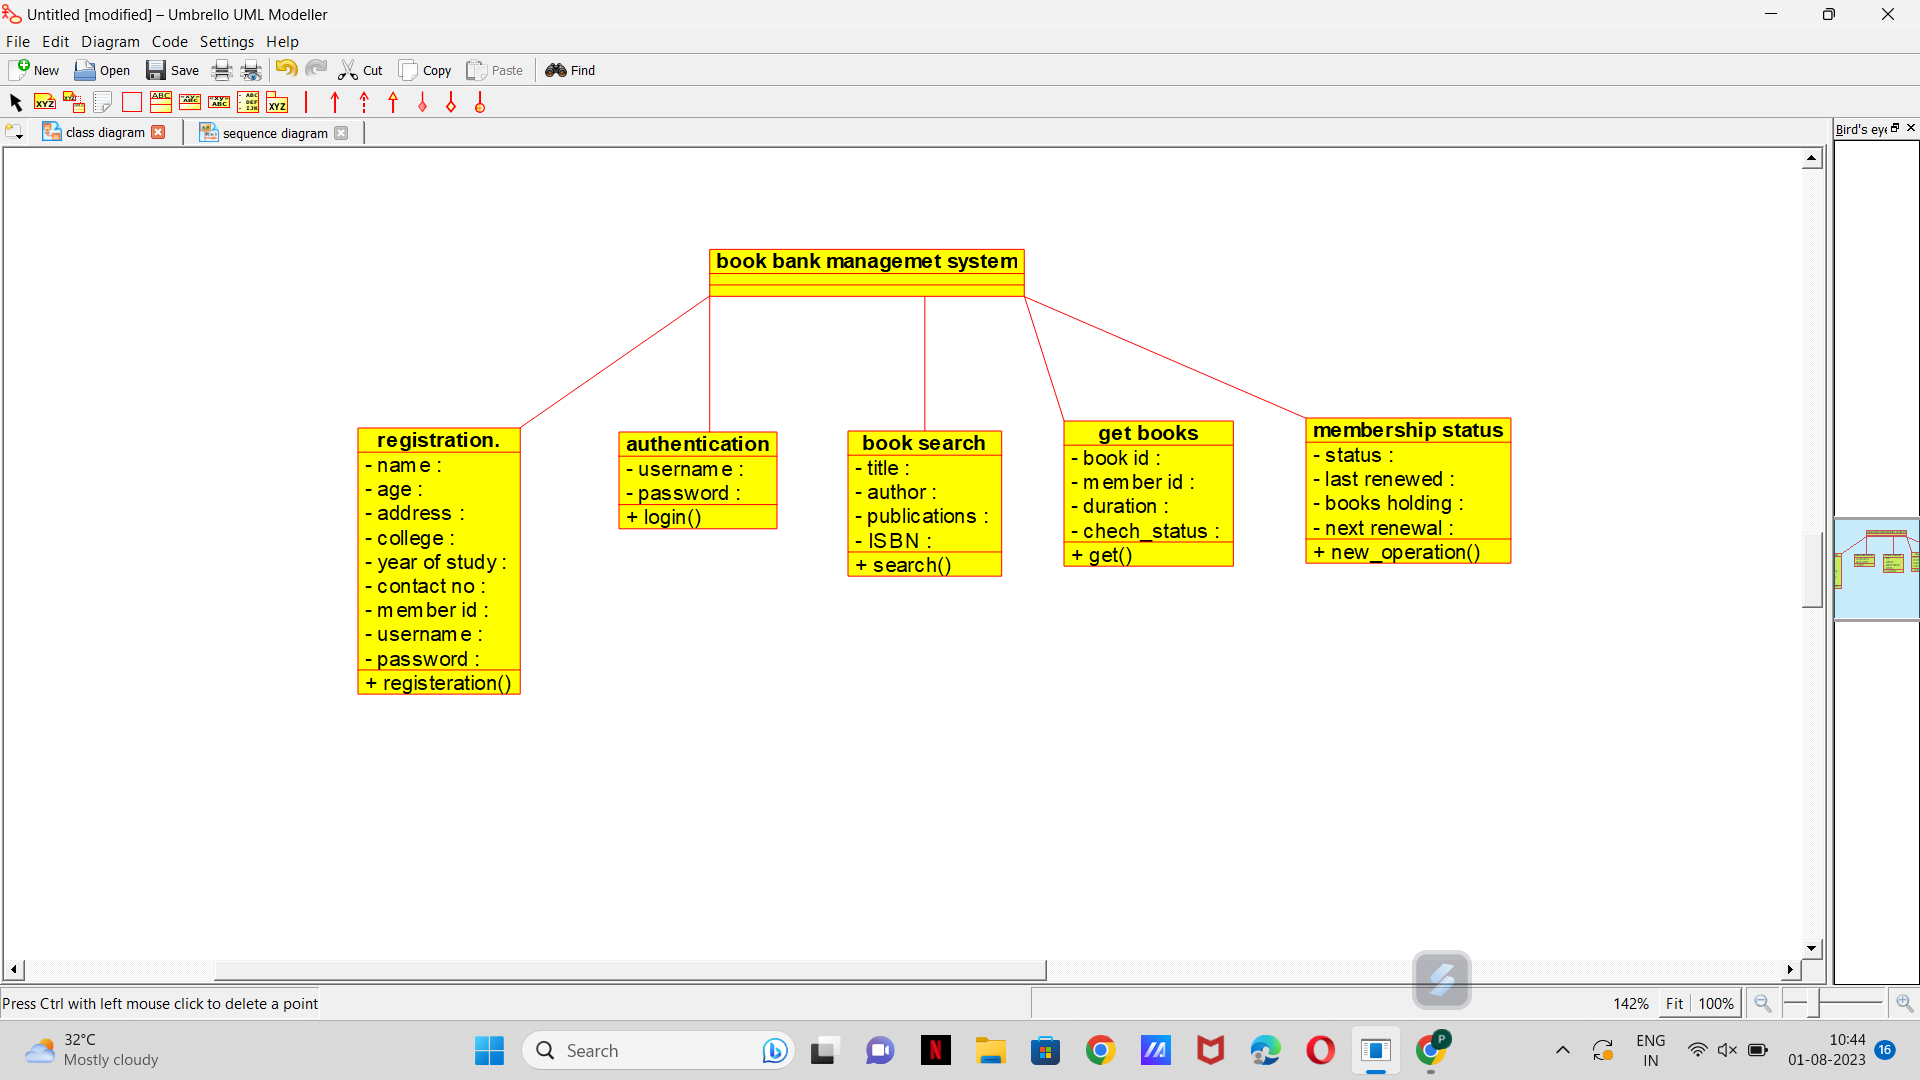 Untitled [modified] – Umbrello UML Modeller
File Edit Diagram Code Settings Help
New Open Save Cut Copy Paste Find
class diagram sequence diagram
Bird's eye
book bank managemet system
registration.
- name :
- age :
- address :
- college :
- year of study :
- contact no :
- member id :
- username :
- password :
+ registeration()
authentication
- username :
- password :
+ login()
book search
- title :
- author :
- publications :
- ISBN :
+ search()
get books
- book id :
- member id :
- duration :
- chech_status :
+ get()
membership status
- status :
- last renewed :
- books holding :
- next renewal :
+ new_operation()
Press Ctrl with left mouse click to delete a point
142% Fit 100%
32°C
Mostly cloudy
Search
ENG
IN
10:44
01-08-2023
16